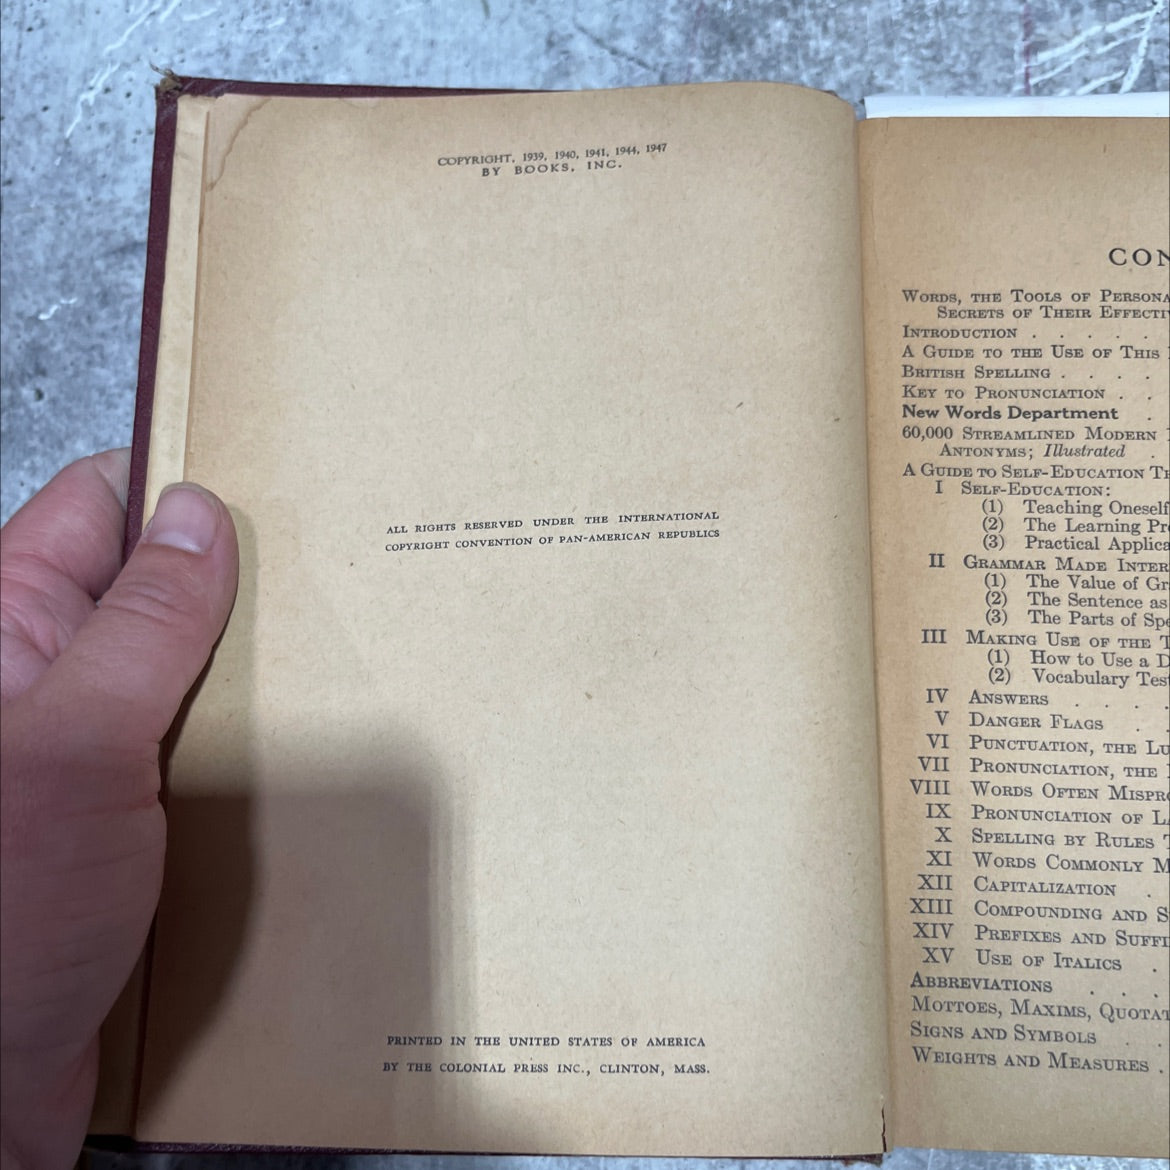 COPYRIGHT, 1939, 1940, 1941, 1944, 1947
BY BOOKS, INC.
ALL RIGHTS RESERVED UNDER THE INTERNATIONAL
COPYRIGHT CONVENTION OF PAN-AMERICAN REPUBLICS
PRINTED IN THE UNITED STATES OF AMERICA
BY THE COLONIAL PRESS INC., CLINTON, MASS.
CON
WORDS, THE TOOLS OF PERSONA
SECRETS OF THEIR EFFECTIV
INTRODUCTION . . . . .
A GUIDE TO THE USE OF THIS
BRITISH SPELLING . . . .
KEY TO PRONUNCIATION . .
New Words Department .
60,000 STREAMLINED MODERN
ANTONYMS; Illustrated .
A GUIDE TO SELF-EDUCATION TH
I SELF-EDUCATION:
(1) Teaching Oneself
(2) The Learning Pr
(3) Practical Applica
II GRAMMAR MADE INTER
(1) The Value of Gr
(2) The Sentence as
(3) The Parts of Spe
III MAKING USE OF THE T
(1) How to Use a D
(2) Vocabulary Test
IV ANSWERS . . . .
V DANGER FLAGS . .
VI PUNCTUATION, THE LU
VII PRONUNCIATION, THE
VIII WORDS OFTEN MISPRO
IX PRONUNCIATION OF LA
X SPELLING BY RULES T
XI WORDS COMMONLY M
XII CAPITALIZATION .
XIII COMPOUNDING AND S
XIV PREFIXES AND SUFFI
XV USE OF ITALICS .
ABBREVIATIONS . . .
MOTTOES, MAXIMS, QUOTAT
SIGNS AND SYMBOLS . .
WEIGHTS AND MEASURES .